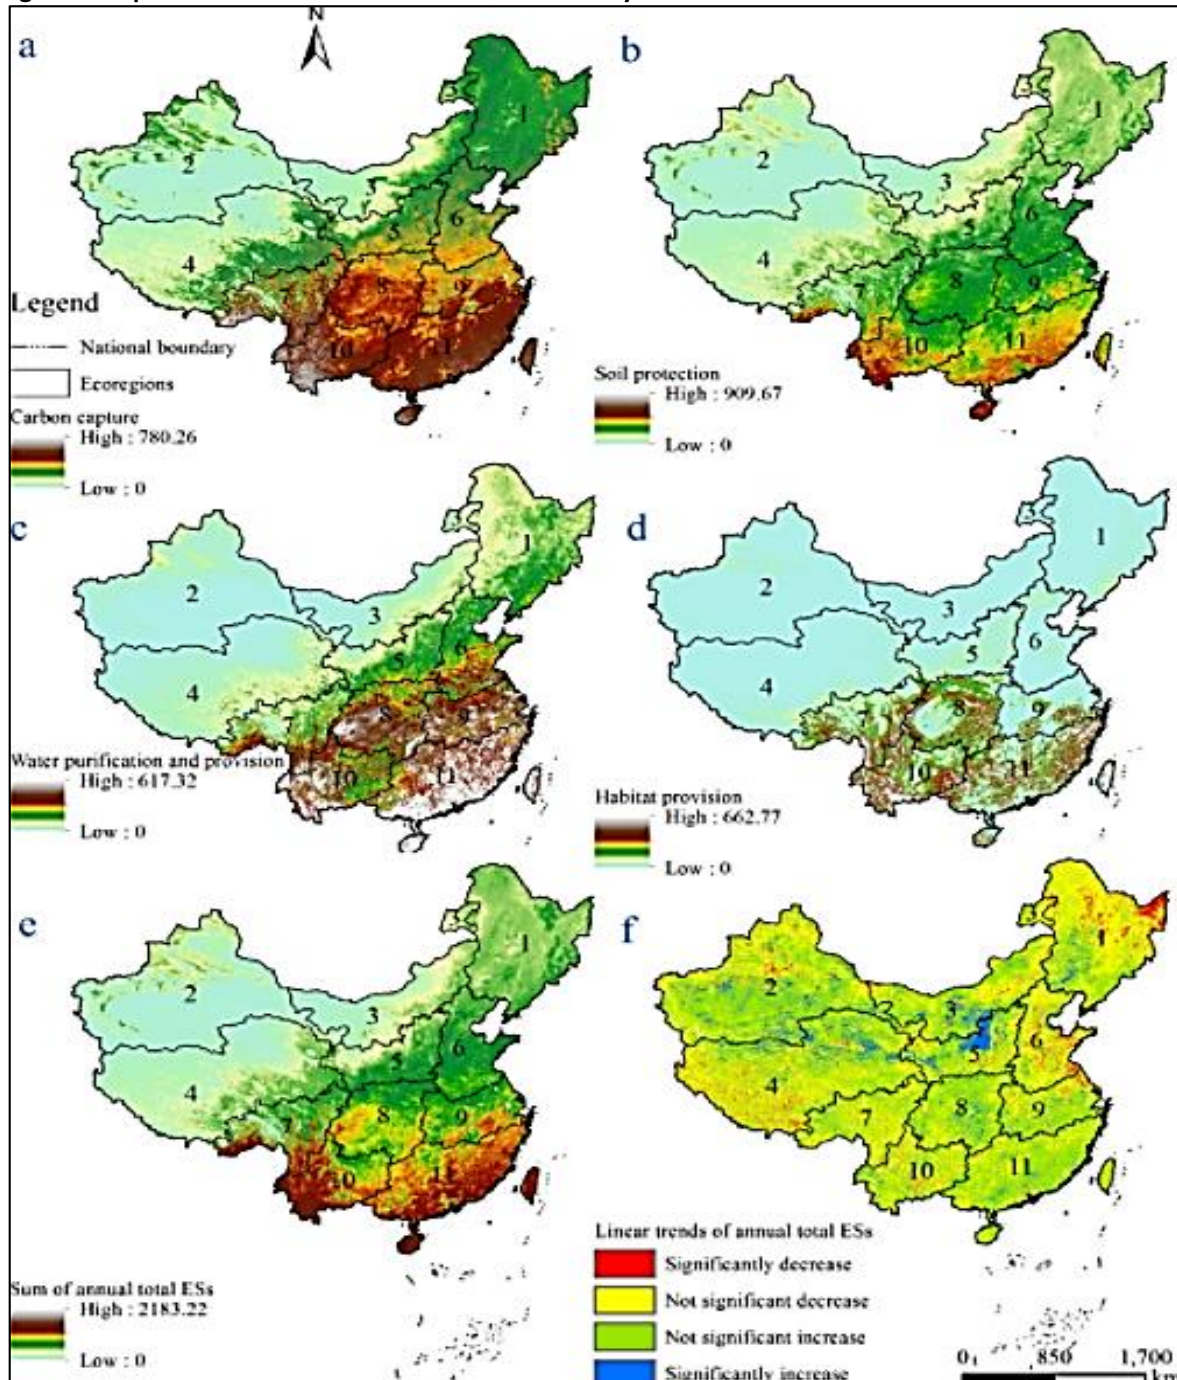 N
a
1
2
4
5
6
8
9
10
11
Legend
National boundary
Ecoregions
Carbon capture
High : 780.26
Low : 0
b
1
2
3
4
5
6
7
8
9
10
11
Soil protection
High : 909.67
Low : 0
c
1
2
3
4
5
6
8
9
10
11
Water purification and provision
High : 617.32
Low : 0
d
1
2
3
4
5
6
7
8
9
10
11
Habitat provision
High : 662.77
Low : 0
e
1
2
3
4
5
6
7
8
9
10
11
Sum of annual total ESs
High : 2183.22
Low : 0
f
1
2
3
4
5
6
7
8
9
10
11
Linear trends of annual total ESs
Significantly decrease
Not significant decrease
Not significant increase
Significantly increase
0 850 1,700
km